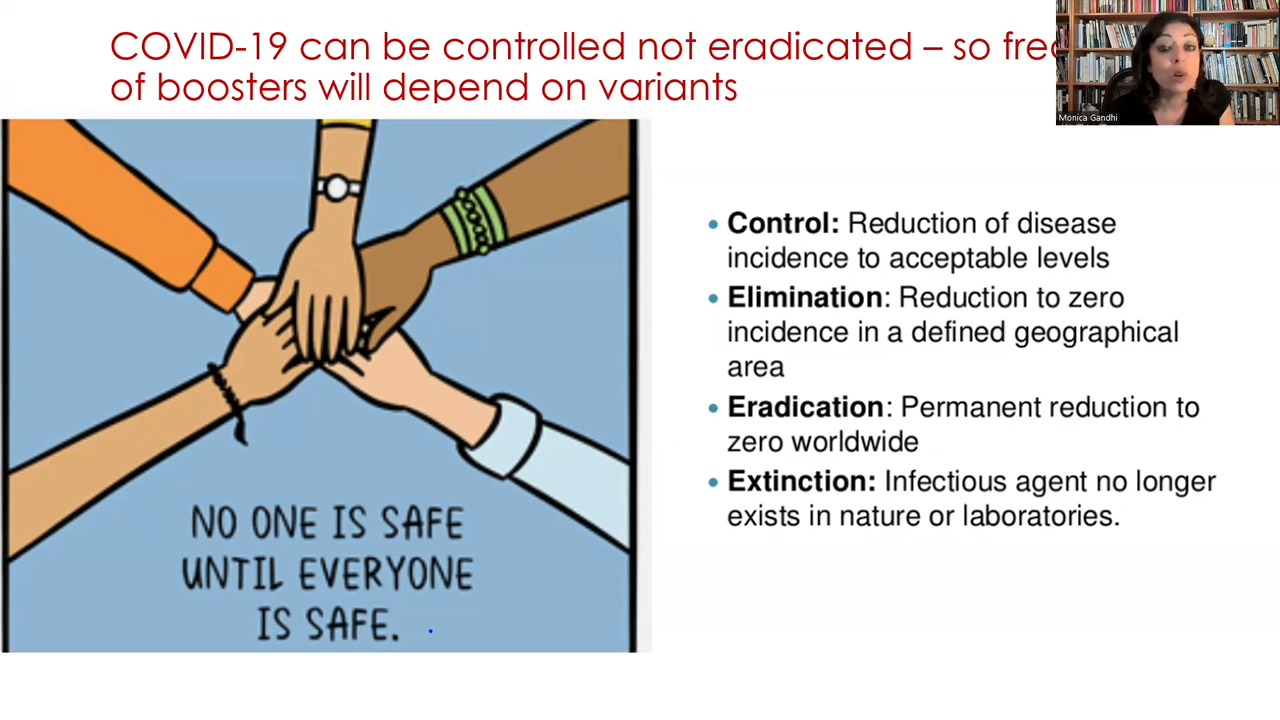 COVID-19 can be controlled not eradicated – so
of boosters will depend on variants
Monica Gandhi
NO ONE IS SAFE
UNTIL EVERYONE
IS SAFE.
• Control: Reduction of disease
incidence to acceptable levels
• Elimination: Reduction to zero
incidence in a defined geographical
area
• Eradication: Permanent reduction to
zero worldwide
• Extinction: Infectious agent no longer
exists in nature or laboratories.